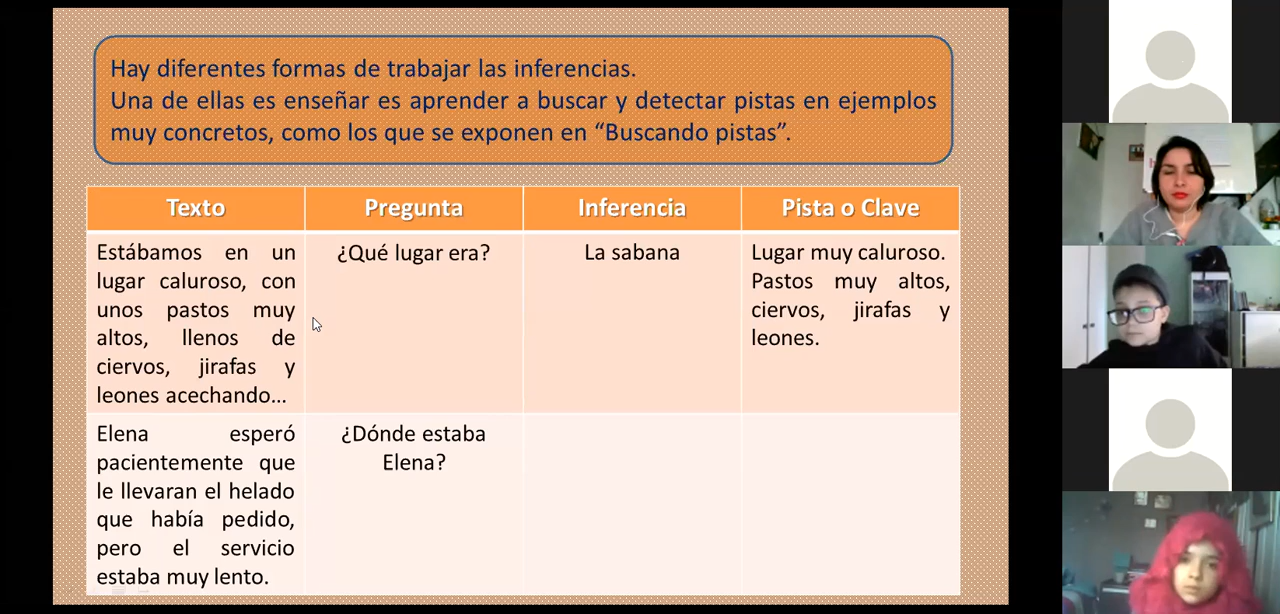 Hay diferentes formas de trabajar las inferencias.
Una de ellas es enseñar es aprender a buscar y detectar pistas en ejemplos
muy concretos, como los que se exponen en “Buscando pistas”.
Texto
Pregunta
Inferencia
Pista o Clave
Estábamos en un
lugar caluroso, con
unos pastos muy
altos, llenos de
ciervos, jirafas y
leones acechando…
¿Qué lugar era?
La sabana
Lugar muy caluroso.
Pastos muy altos,
ciervos, jirafas y
leones.
Elena esperó
pacientemente que
le llevaran el helado
que había pedido,
pero el servicio
estaba muy lento.
¿Dónde estaba
Elena?